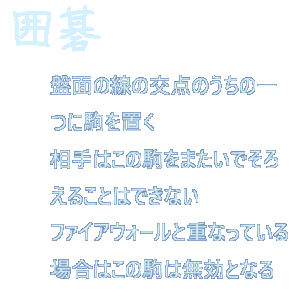 囲碁
盤面の線の交点のうちの一
つに駒を置く
相手はこの駒をまたいでそろ
えることはできない
ファイアウォールと重なっている
場合はこの駒は無効となる